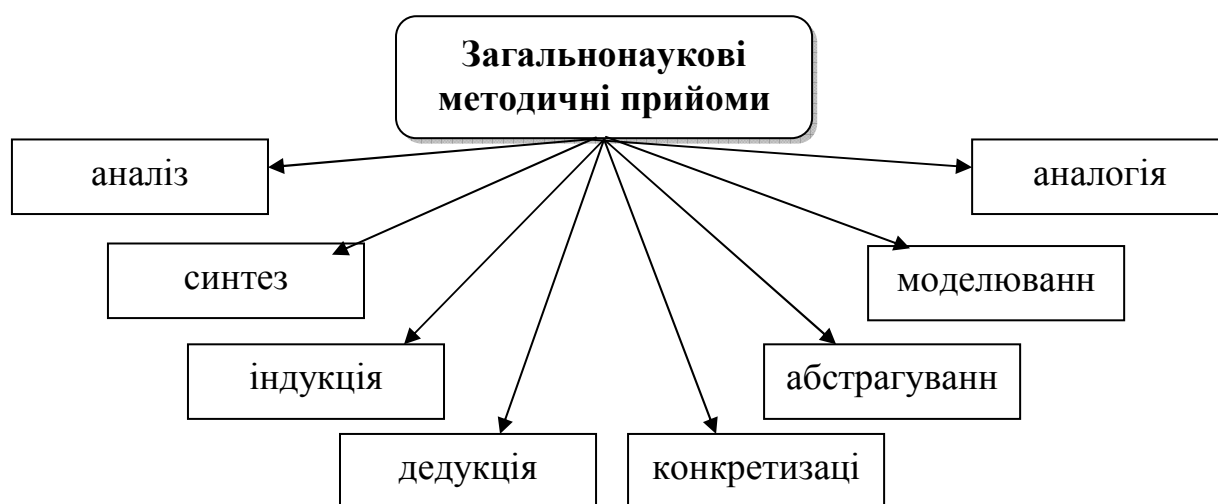 Загальнонаукові
методичні прийоми
аналіз
аналогія
синтез
моделюванн
індукція
абстрагуванн
дедукція
конкретизаці